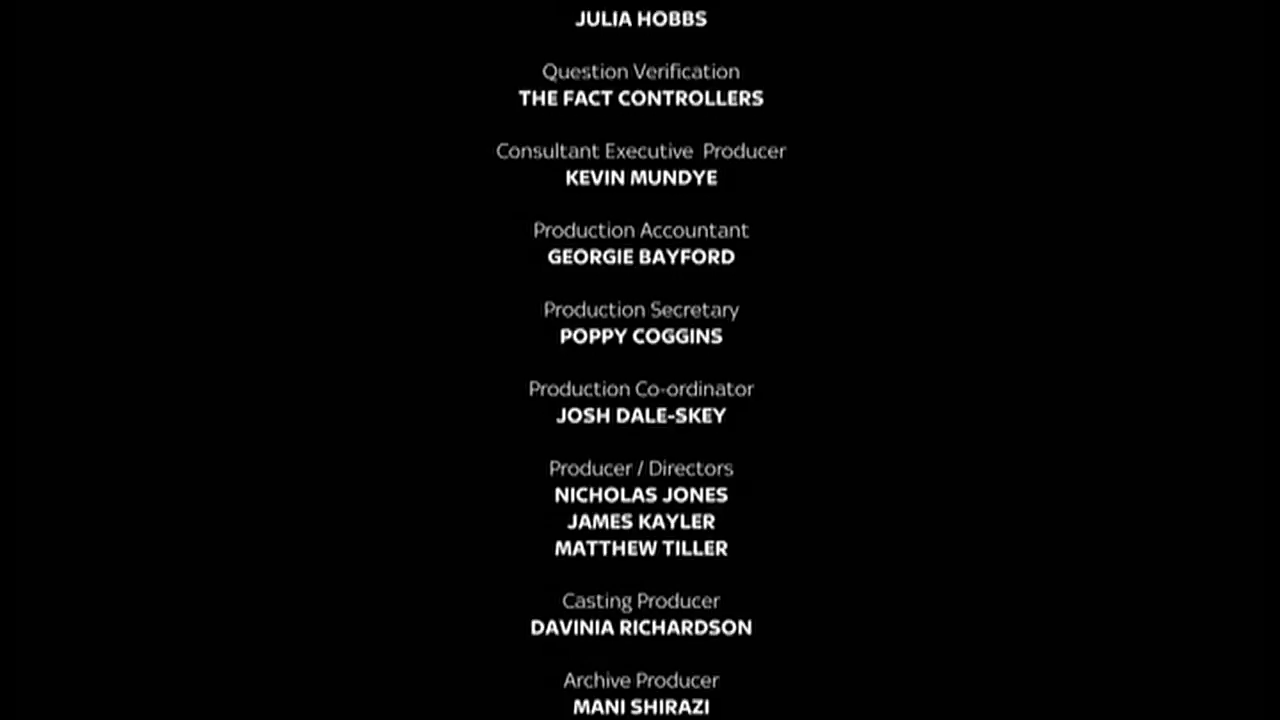 JULIA HOBBS
Question Verification
THE FACT CONTROLLERS
Consultant Executive Producer
KEVIN MUNDYE
Production Accountant
GEORGIE BAYFORD
Production Secretary
POPPY COGGINS
Production Co-ordinator
JOSH DALE-SKEY
Producer / Directors
NICHOLAS JONES
JAMES KAYLER
MATTHEW TILLER
Casting Producer
DAVINIA RICHARDSON
Archive Producer
MANI SHIRAZI